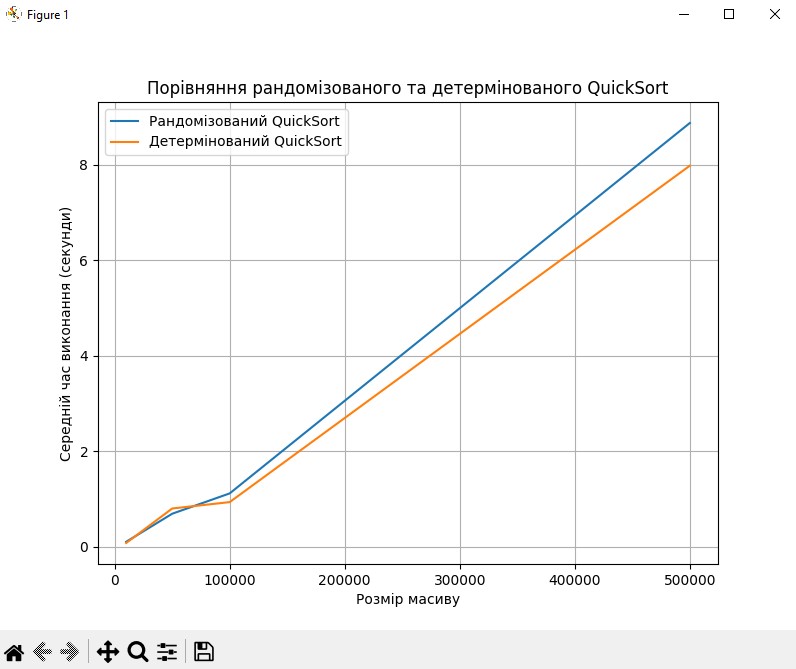 Figure 1
Порівняння рандомізованого та детермінованого QuickSort
Рандомізований QuickSort
Детермінований QuickSort
Середній час виконання (секунди)
8
6
4
2
0
0 100000 200000 300000 400000 500000
Розмір масиву